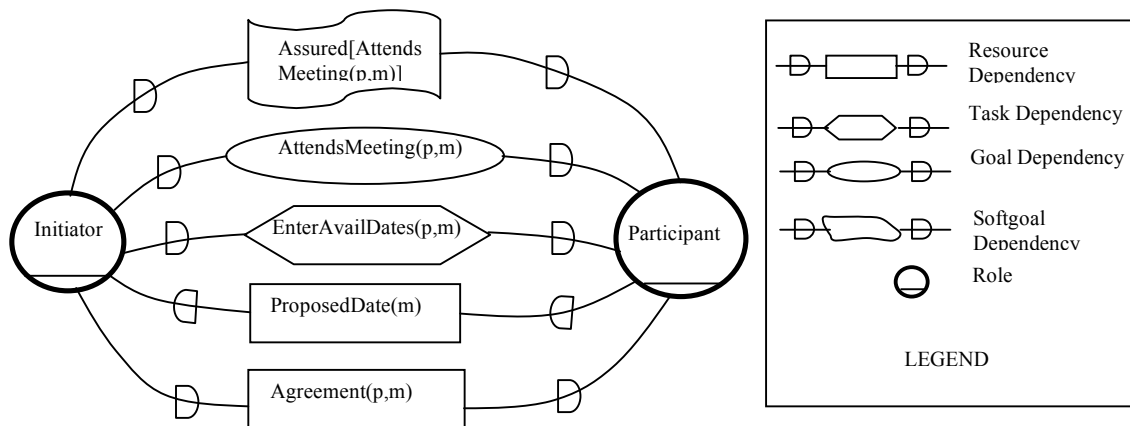 Assured[Attends
Meeting(p,m)]
AttendsMeeting(p,m)
Initiator
EnterAvailDates(p,m)
Participant
ProposedDate(m)
Agreement(p,m)
Resource
Dependency
Task Dependency
Goal Dependency
Softgoal
Dependency
Role
LEGEND